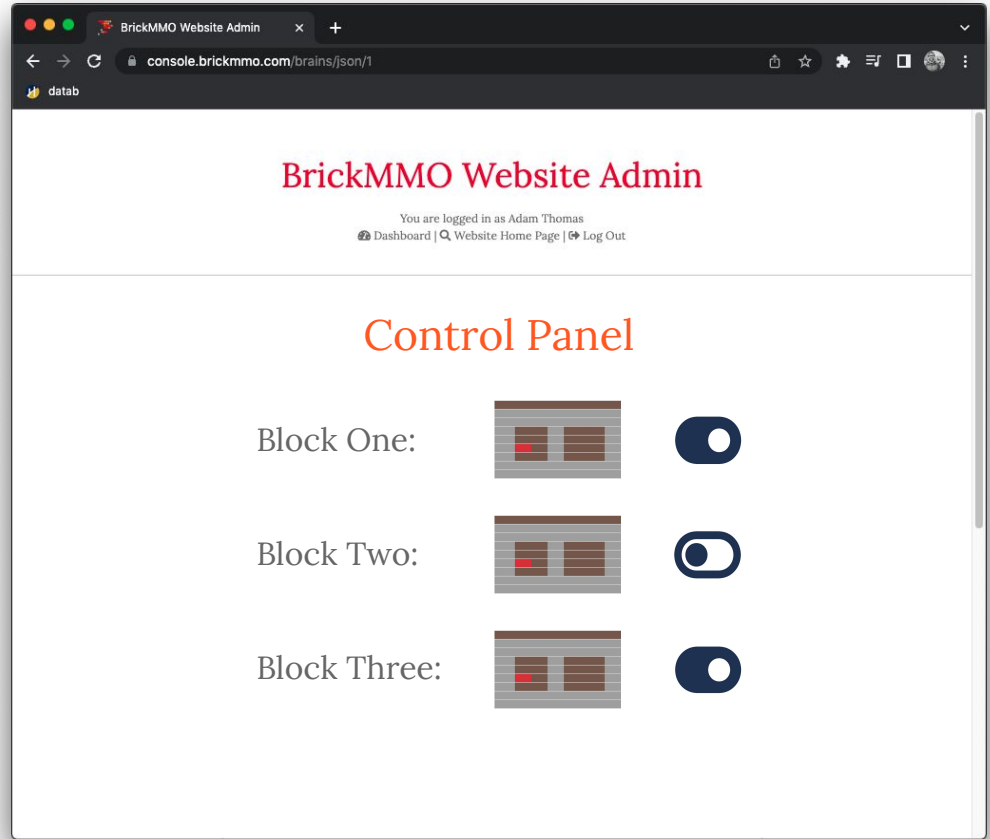 BrickMMO Website Admin
console.brickmmo.com/brains/json/1
datab
BrickMMO Website Admin
You are logged in as Adam Thomas
Dashboard | Website Home Page | Log Out
Control Panel
Block One:
Block Two:
Block Three: